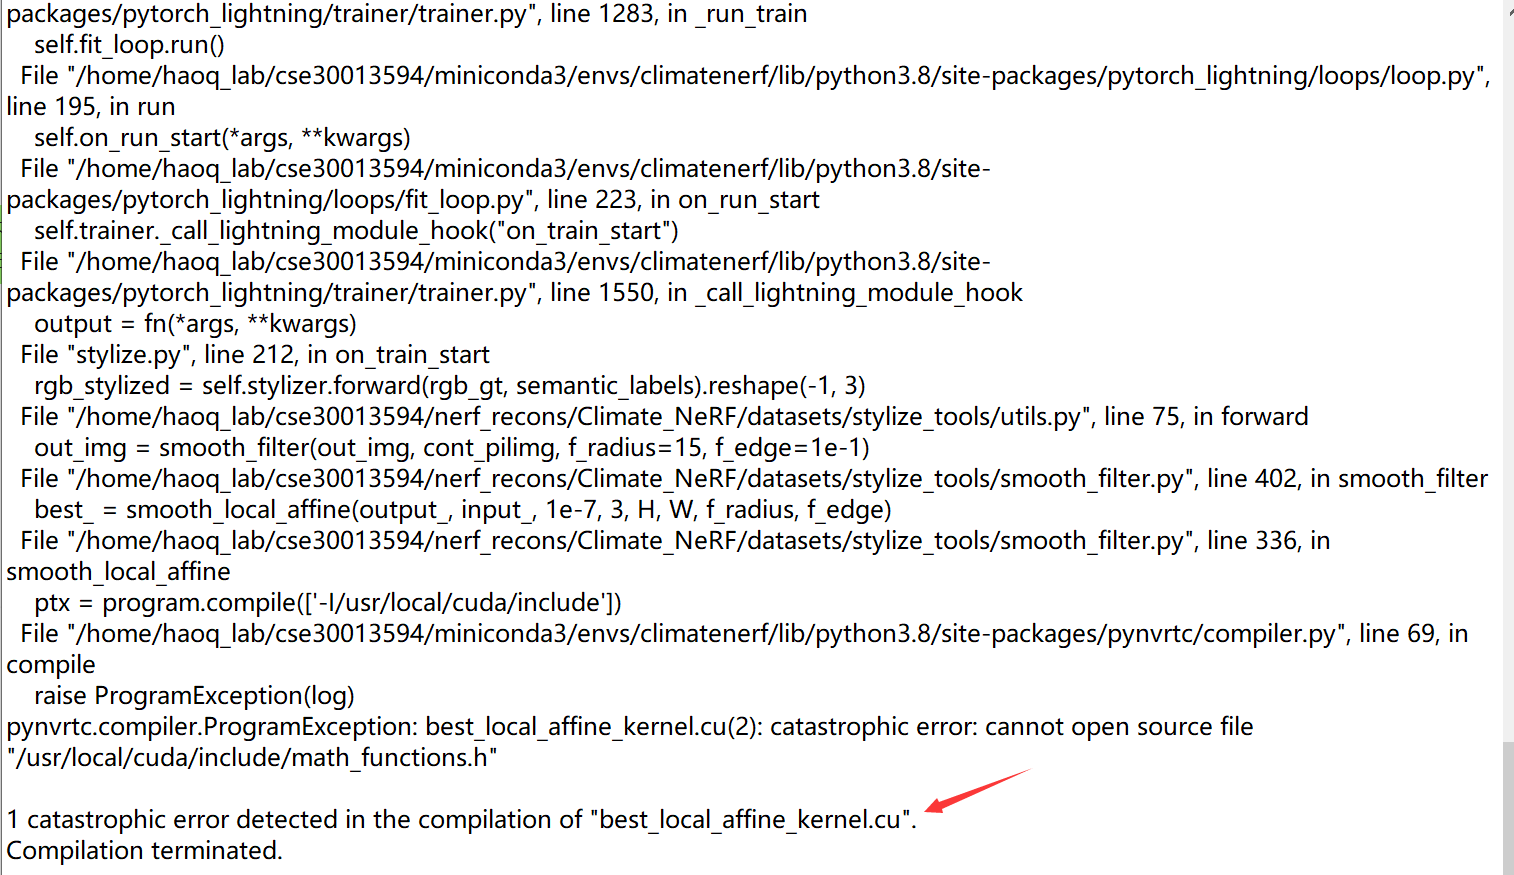 packages/pytorch_lightning/trainer/trainer.py", line 1283, in _run_train
self.fit_loop.run()
File "/home/haoq_lab/cse30013594/miniconda3/envs/climatenerf/lib/python3.8/site-packages/pytorch_lightning/loops/loop.py",
line 195, in run
self.on_run_start(*args, **kwargs)
File "/home/haoq_lab/cse30013594/miniconda3/envs/climatenerf/lib/python3.8/site-
packages/pytorch_lightning/loops/fit_loop.py", line 223, in on_run_start
self.trainer._call_lightning_module_hook("on_train_start")
File "/home/haoq_lab/cse30013594/miniconda3/envs/climatenerf/lib/python3.8/site-
packages/pytorch_lightning/trainer/trainer.py", line 1550, in _call_lightning_module_hook
output = fn(*args, **kwargs)
File "stylize.py", line 212, in on_train_start
rgb_stylized = self.stylizer.forward(rgb_gt, semantic_labels).reshape(-1, 3)
File "/home/haoq_lab/cse30013594/nerf_recons/Climate_NeRF/datasets/stylize_tools/utils.py", line 75, in forward
out_img = smooth_filter(out_img, cont_pilimg, f_radius=15, f_edge=1e-1)
File "/home/haoq_lab/cse30013594/nerf_recons/Climate_NeRF/datasets/stylize_tools/smooth_filter.py", line 402, in smooth_filter
best_ = smooth_local_affine(output_, input_, 1e-7, 3, H, W, f_radius, f_edge)
File "/home/haoq_lab/cse30013594/nerf_recons/Climate_NeRF/datasets/stylize_tools/smooth_filter.py", line 336, in
smooth_local_affine
ptx = program.compile(['-I/usr/local/cuda/include'])
File "/home/haoq_lab/cse30013594/miniconda3/envs/climatenerf/lib/python3.8/site-packages/pynvrtc/compiler.py", line 69, in
compile
raise ProgramException(log)
pynvrtc.compiler.ProgramException: best_local_affine_kernel.cu(2): catastrophic error: cannot open source file
"/usr/local/cuda/include/math_functions.h"
1 catastrophic error detected in the compilation of "best_local_affine_kernel.cu".
Compilation terminated.